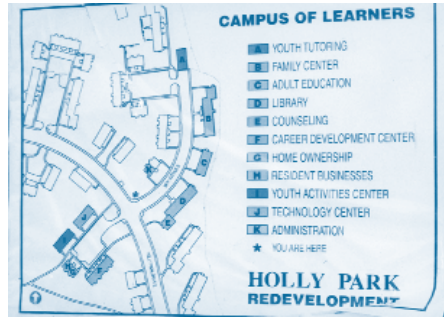 CAMPUS OF LEARNERS
A YOUTH TUTORING
B FAMILY CENTER
C ADULT EDUCATION
D LIBRARY
E COUNSELING
F CAREER DEVELOPMENT CENTER
G HOME OWNERSHIP
H RESIDENT BUSINESSES
I YOUTH ACTIVITIES CENTER
J TECHNOLOGY CENTER
K ADMINISTRATION
★ YOU ARE HERE
HOLLY PARK
REDEVELOPMENT